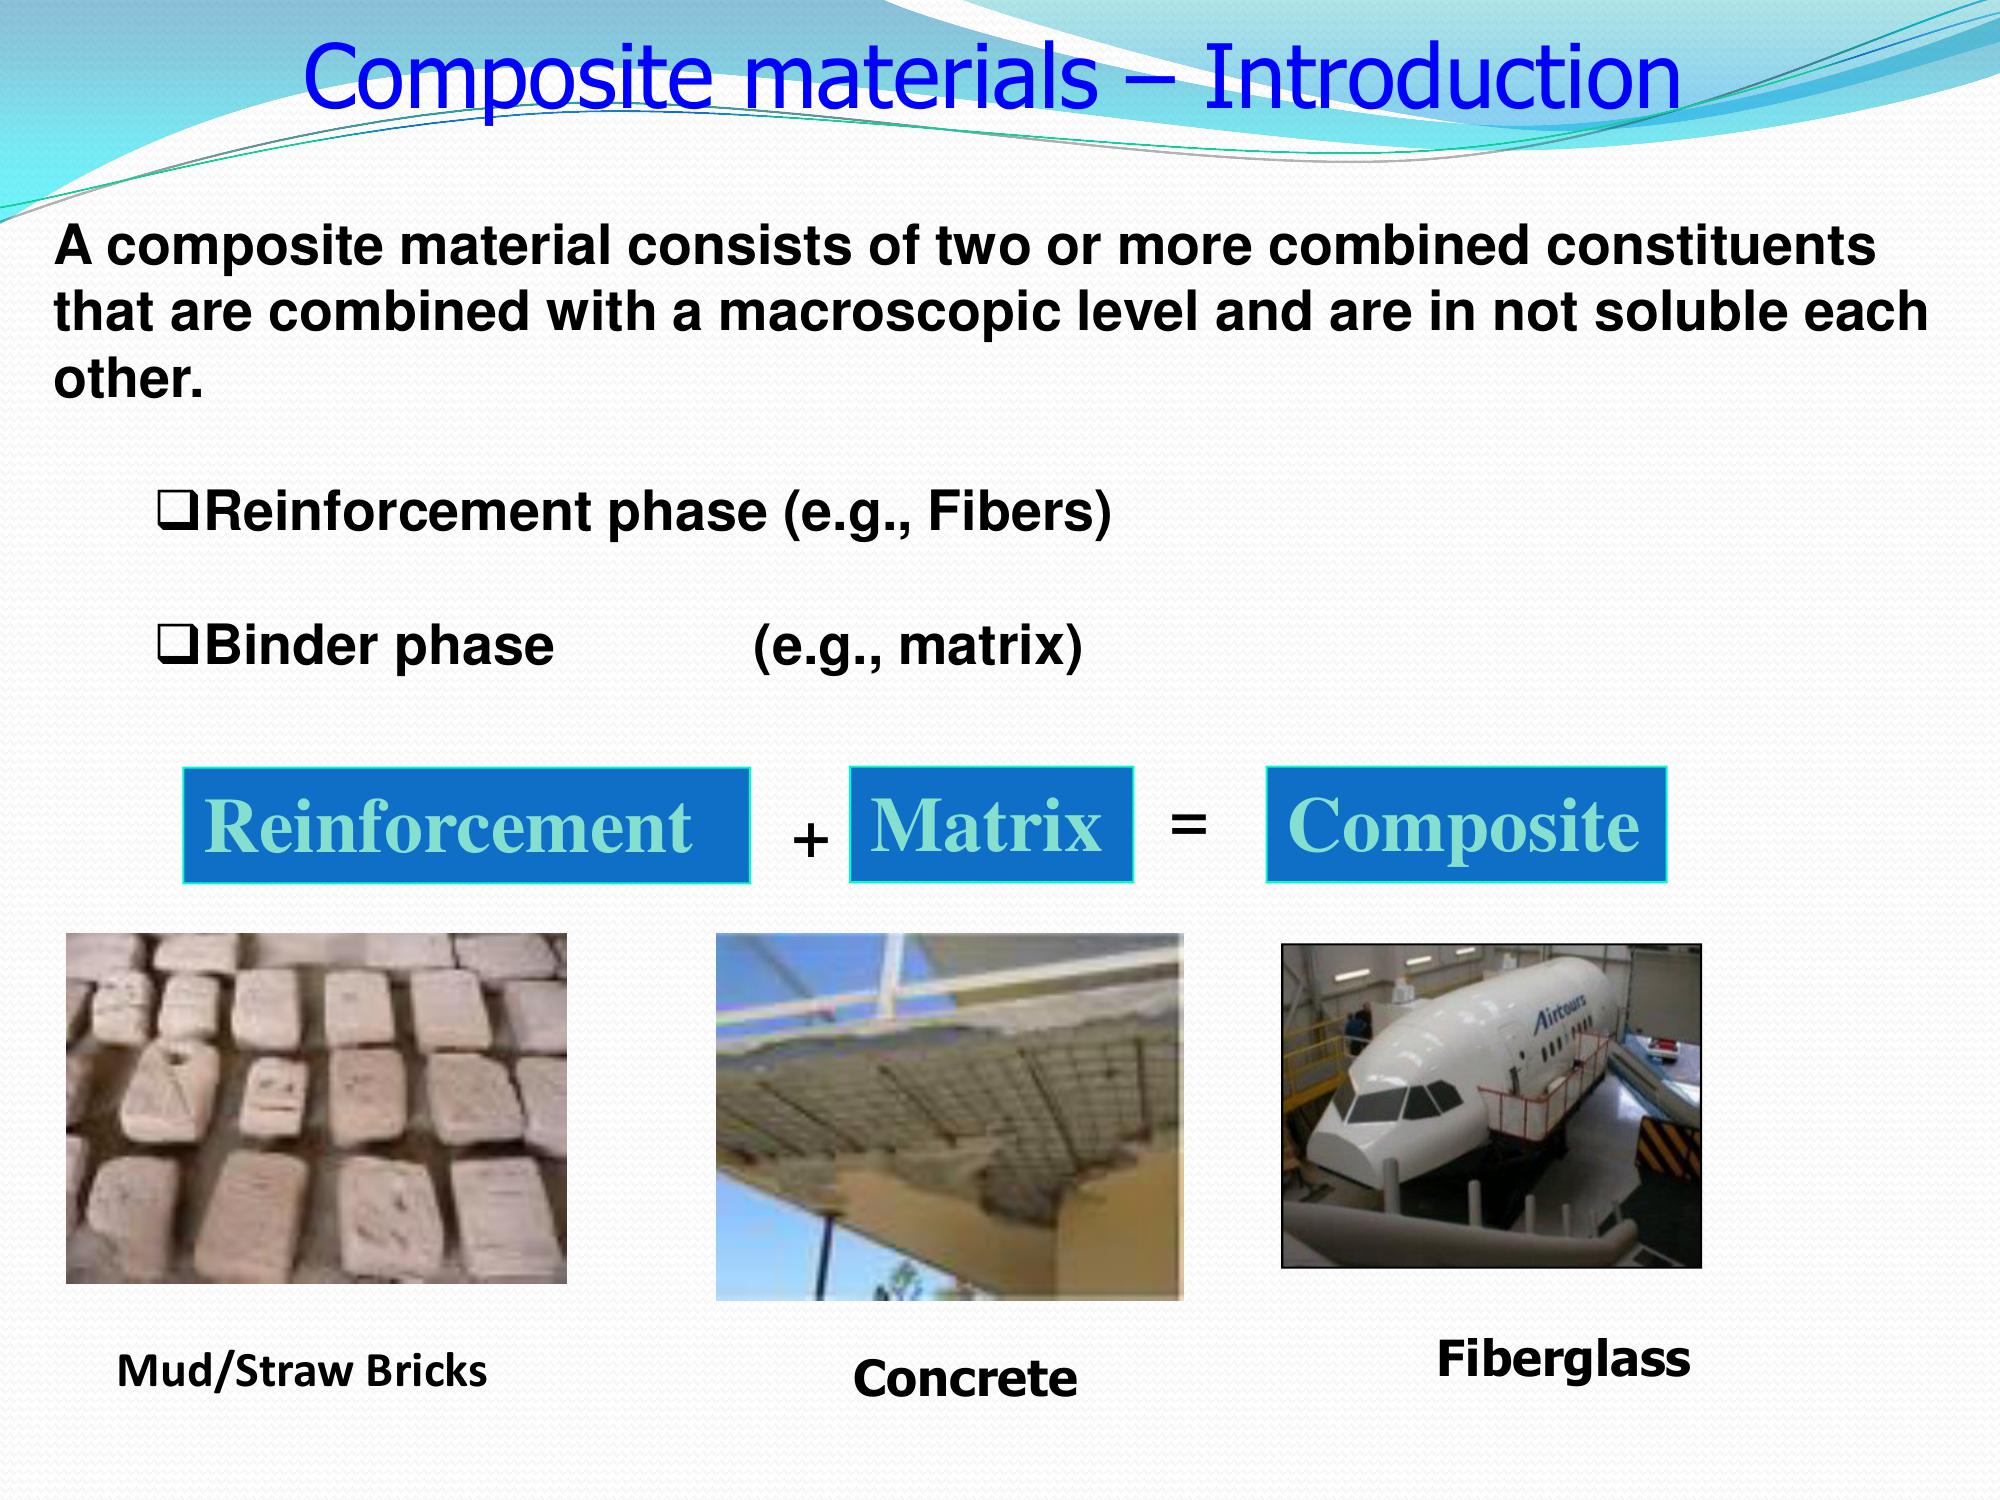 Composite materials – Introduction
A composite material consists of two or more combined constituents
that are combined with a macroscopic level and are in not soluble each
other.
❑Reinforcement phase (e.g., Fibers)
❑Binder phase (e.g., matrix)
Reinforcement + Matrix = Composite
Airtours
Mud/Straw Bricks
Concrete
Fiberglass